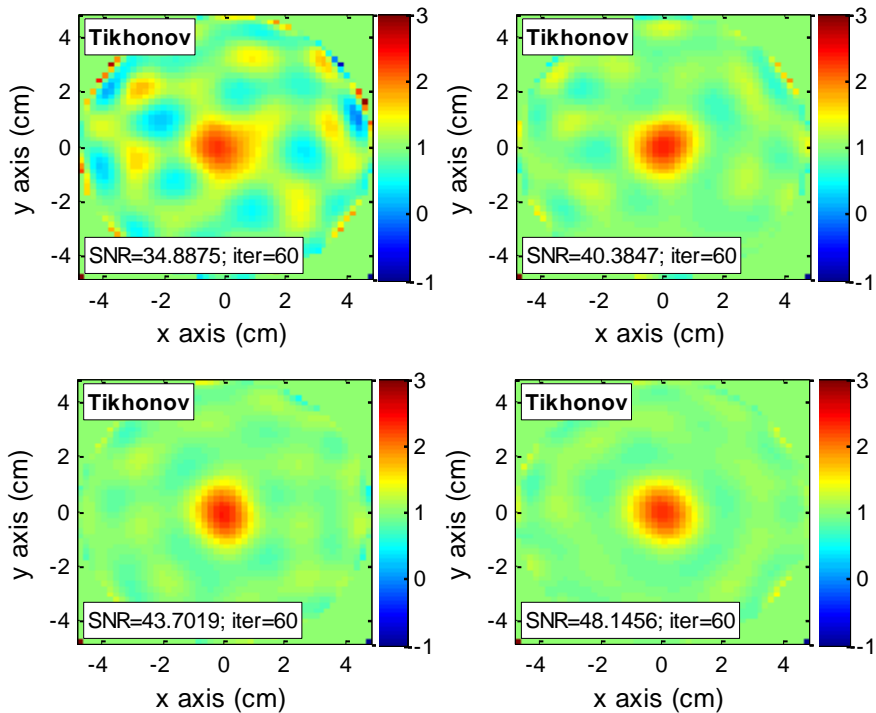 Tikhonov
SNR=34.8875; iter=60
4
2
0
-2
-4
y axis (cm)
-4 -2 0 2 4
x axis (cm)
3
2
1
0
-1
Tikhonov
SNR=40.3847; iter=60
4
2
0
-2
-4
y axis (cm)
-4 -2 0 2 4
x axis (cm)
3
2
1
0
-1
Tikhonov
SNR=43.7019; iter=60
4
2
0
-2
-4
y axis (cm)
-4 -2 0 2 4
x axis (cm)
3
2
1
0
-1
Tikhonov
SNR=48.1456; iter=60
4
2
0
-2
-4
y axis (cm)
-4 -2 0 2 4
x axis (cm)
3
2
1
0
-1